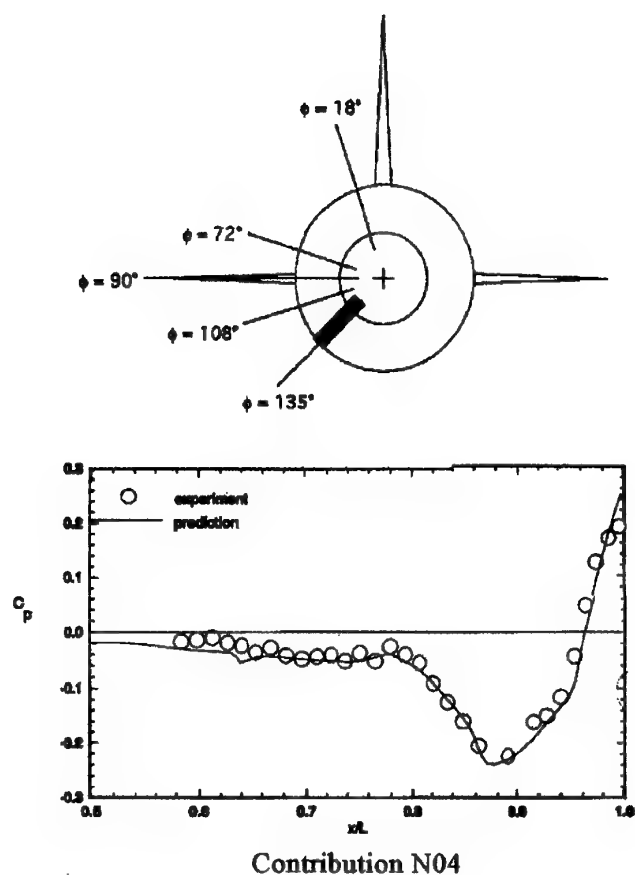 ϕ = 18°
ϕ = 72°
ϕ = 90°
ϕ = 108°
ϕ = 135°
0.3
experiment
0.2
prediction
0.1
Cp
0.0
-0.1
-0.2
-0.3
0.5
0.6
0.7
0.8
0.9
1.0
x/L
Contribution N04